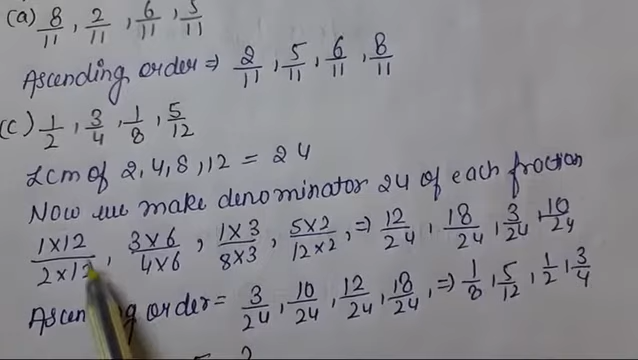 (a) 8/11, 2/11, 6/11, 5/11
Ascending order ⇒ 2/11, 5/11, 6/11, 8/11
(c) 1/2, 3/4, 1/8, 5/12
LCM of 2, 4, 8, 12 = 24
Now we make denominator 24 of each fraction
1×12/2×12, 3×6/4×6, 1×3/8×3, 5×2/12×2, ⇒ 12/24, 18/24, 3/24, 10/24
Ascending order = 3/24, 10/24, 12/24, 18/24, ⇒ 1/8, 5/12, 1/2, 3/4